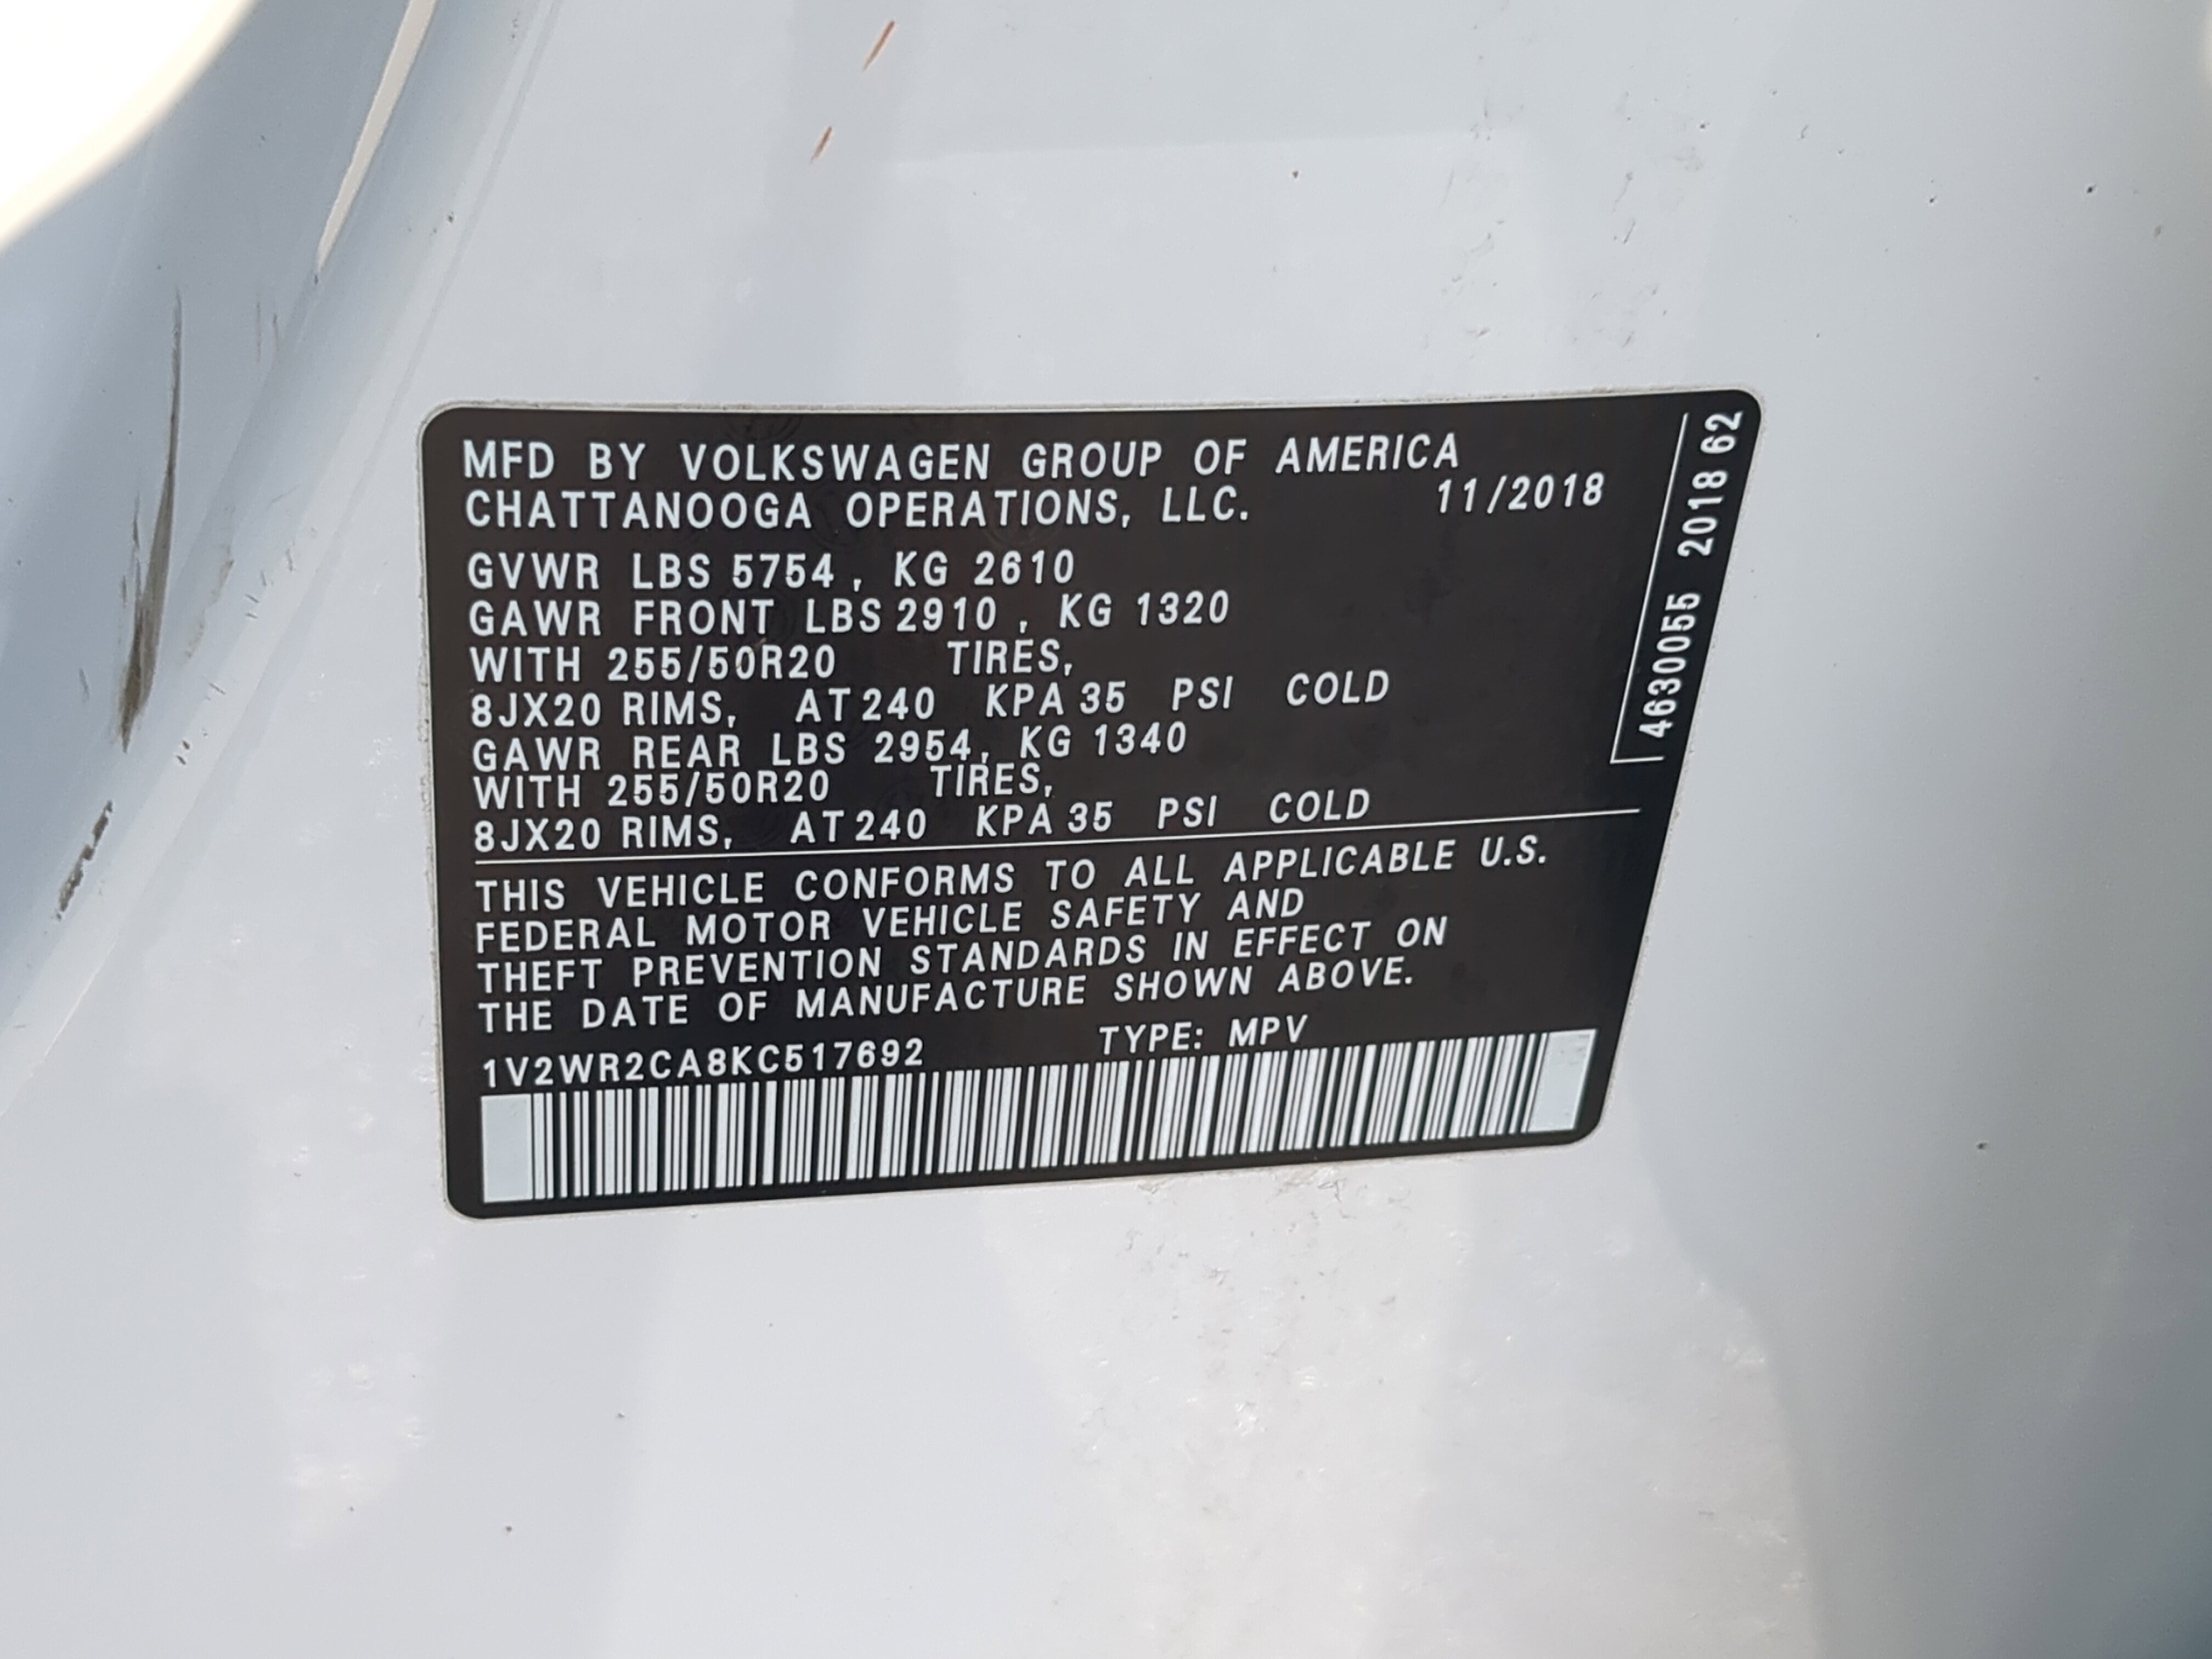 MFD BY VOLKSWAGEN GROUP OF AMERICA
CHATTANOOGA OPERATIONS, LLC. 11/2018
GVWR LBS 5754, KG 2610
GAWR FRONT LBS 2910, KG 1320
WITH 255/50R20 TIRES,
8JX20 RIMS, AT 240 KPA 35 PSI COLD
GAWR REAR LBS 2954, KG 1340
WITH 255/50R20 TIRES,
8JX20 RIMS, AT 240 KPA 35 PSI COLD
THIS VEHICLE CONFORMS TO ALL APPLICABLE U.S.
FEDERAL MOTOR VEHICLE SAFETY AND
THEFT PREVENTION STANDARDS IN EFFECT ON
THE DATE OF MANUFACTURE SHOWN ABOVE.
1V2WR2CA8KC517692 TYPE: MPV
4630055 2018 62